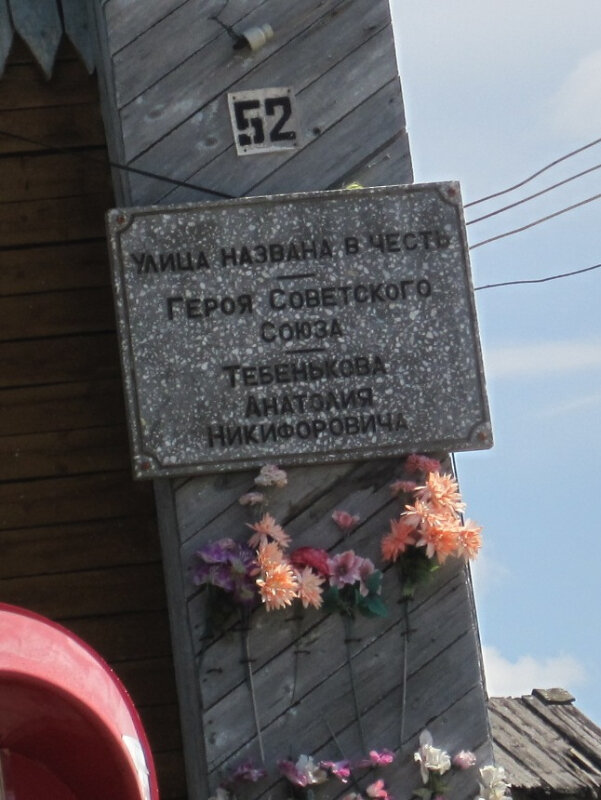 52
УЛИЦА НАЗВАНА В ЧЕСТЬ
ГЕРОЯ СОВЕТСКОГО
СОЮЗА
ТЕБЕНЬКОВА
АНАТОЛИЯ
НИКИФОРОВИЧА